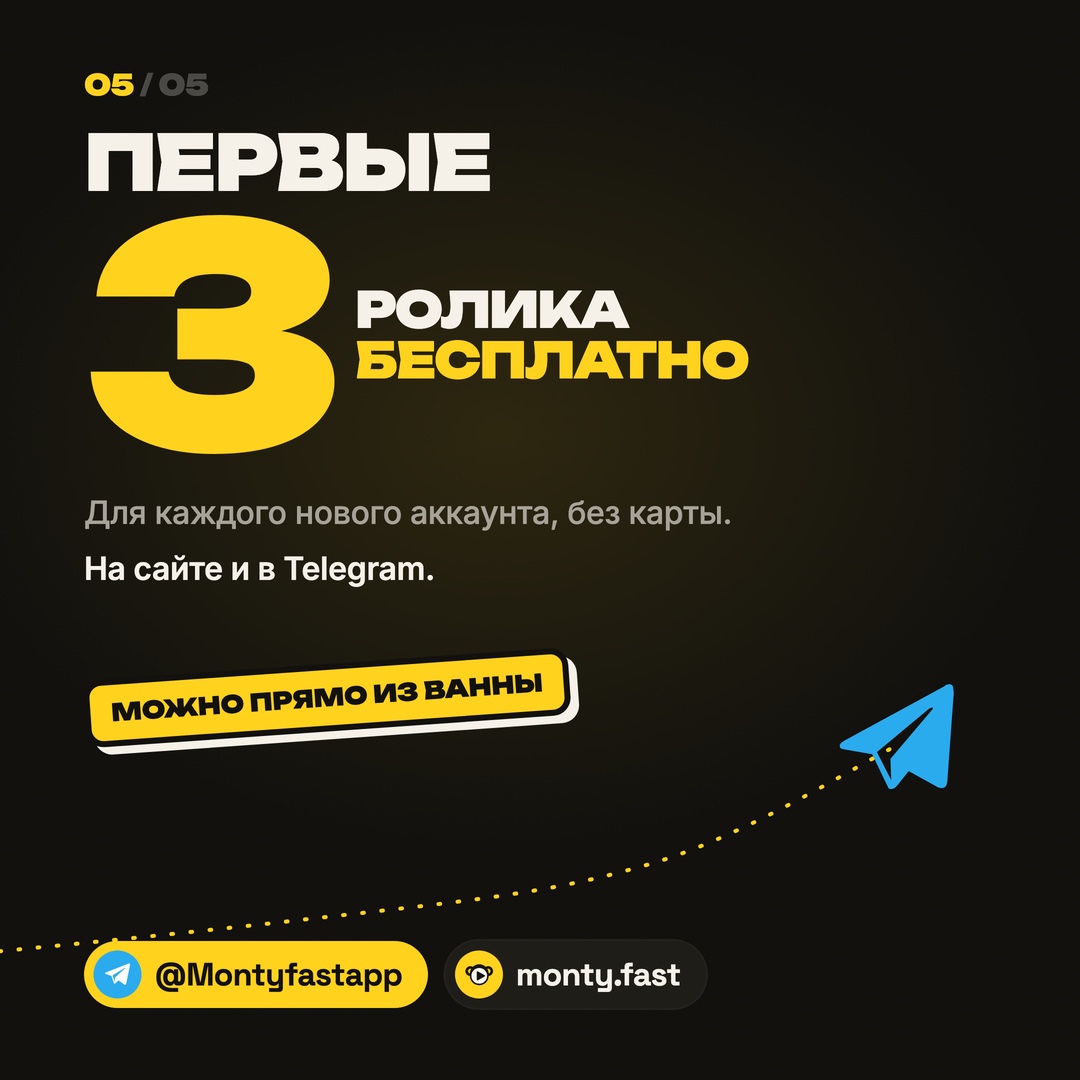 05 / 05
ПЕРВЫЕ
3
РОЛИКА
БЕСПЛАТНО
Для каждого нового аккаунта, без карты.
На сайте и в Telegram.
МОЖНО ПРЯМО ИЗ ВАННЫ
@Montyfastapp
monty.fast